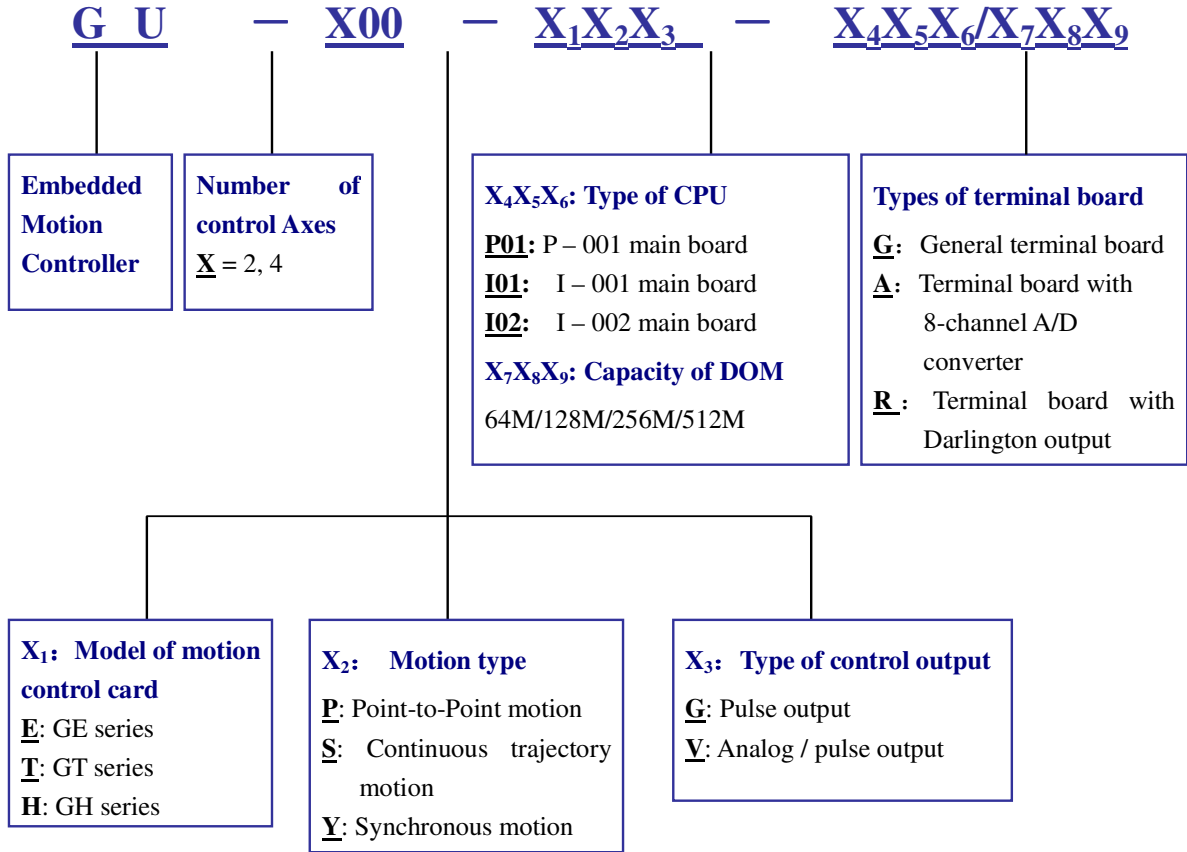 G U – X00 – X₁X₂X₃ – X₄X₅X₆/X₇X₈X₉
Embedded
Motion
Controller
Number of
control Axes
X = 2, 4
X₄X₅X₆: Type of CPU
P01: P – 001 main board
I01: I – 001 main board
I02: I – 002 main board
X₇X₈X₉: Capacity of DOM
64M/128M/256M/512M
Types of terminal board
G： General terminal board
A： Terminal board with
8-channel A/D
converter
R ： Terminal board with
Darlington output
X₁： Model of motion
control card
E: GE series
T: GT series
H: GH series
X₂： Motion type
P: Point-to-Point motion
S: Continuous trajectory
motion
Y: Synchronous motion
X₃： Type of control output
G: Pulse output
V: Analog / pulse output